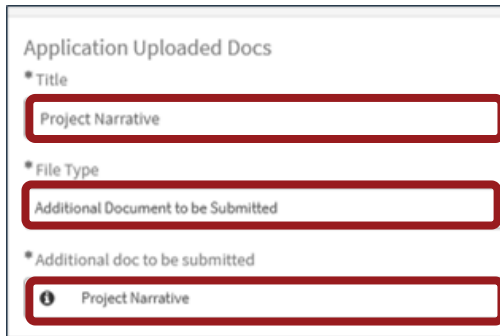 Application Uploaded Docs
* Title
Project Narrative
* File Type
Additional Document to be Submitted
* Additional doc to be submitted
Project Narrative